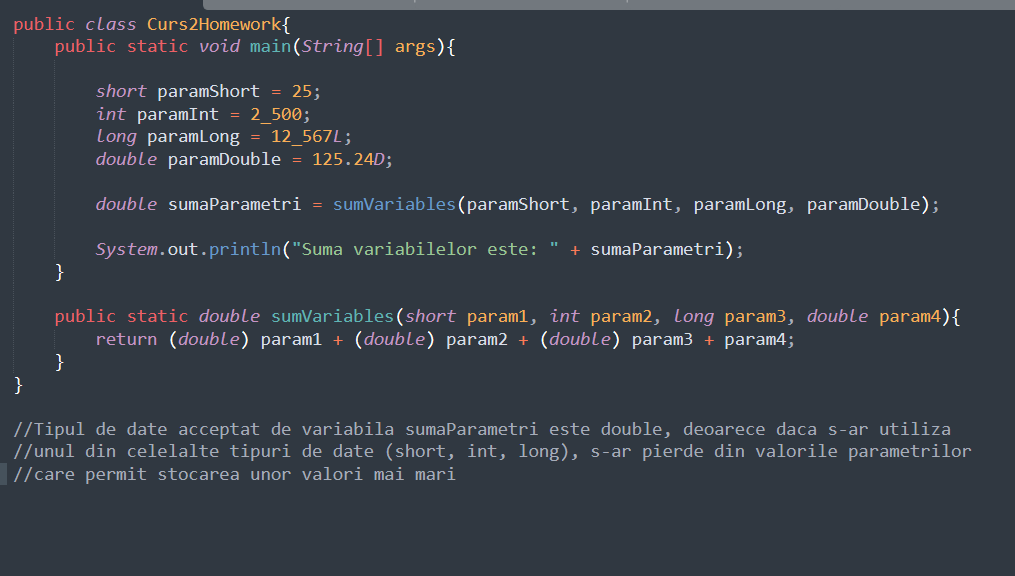 public class Curs2Homework{
    public static void main(String[] args){
        short paramShort = 25;
        int paramInt = 2_500;
        long paramLong = 12_567L;
        double paramDouble = 125.24D;
        double sumaParametri = sumVariables(paramShort, paramInt, paramLong, paramDouble);
        System.out.println("Suma variabilelor este: " + sumaParametri);
    }
    public static double sumVariables(short param1, int param2, long param3, double param4){
        return (double) param1 + (double) param2 + (double) param3 + param4;
    }
}
//Tipul de date acceptat de variabila sumaParametri este double, deoarece daca s-ar utiliza
//unul din celelalte tipuri de date (short, int, long), s-ar pierde din valorile parametrilor
//care permit stocarea unor valori mai mari